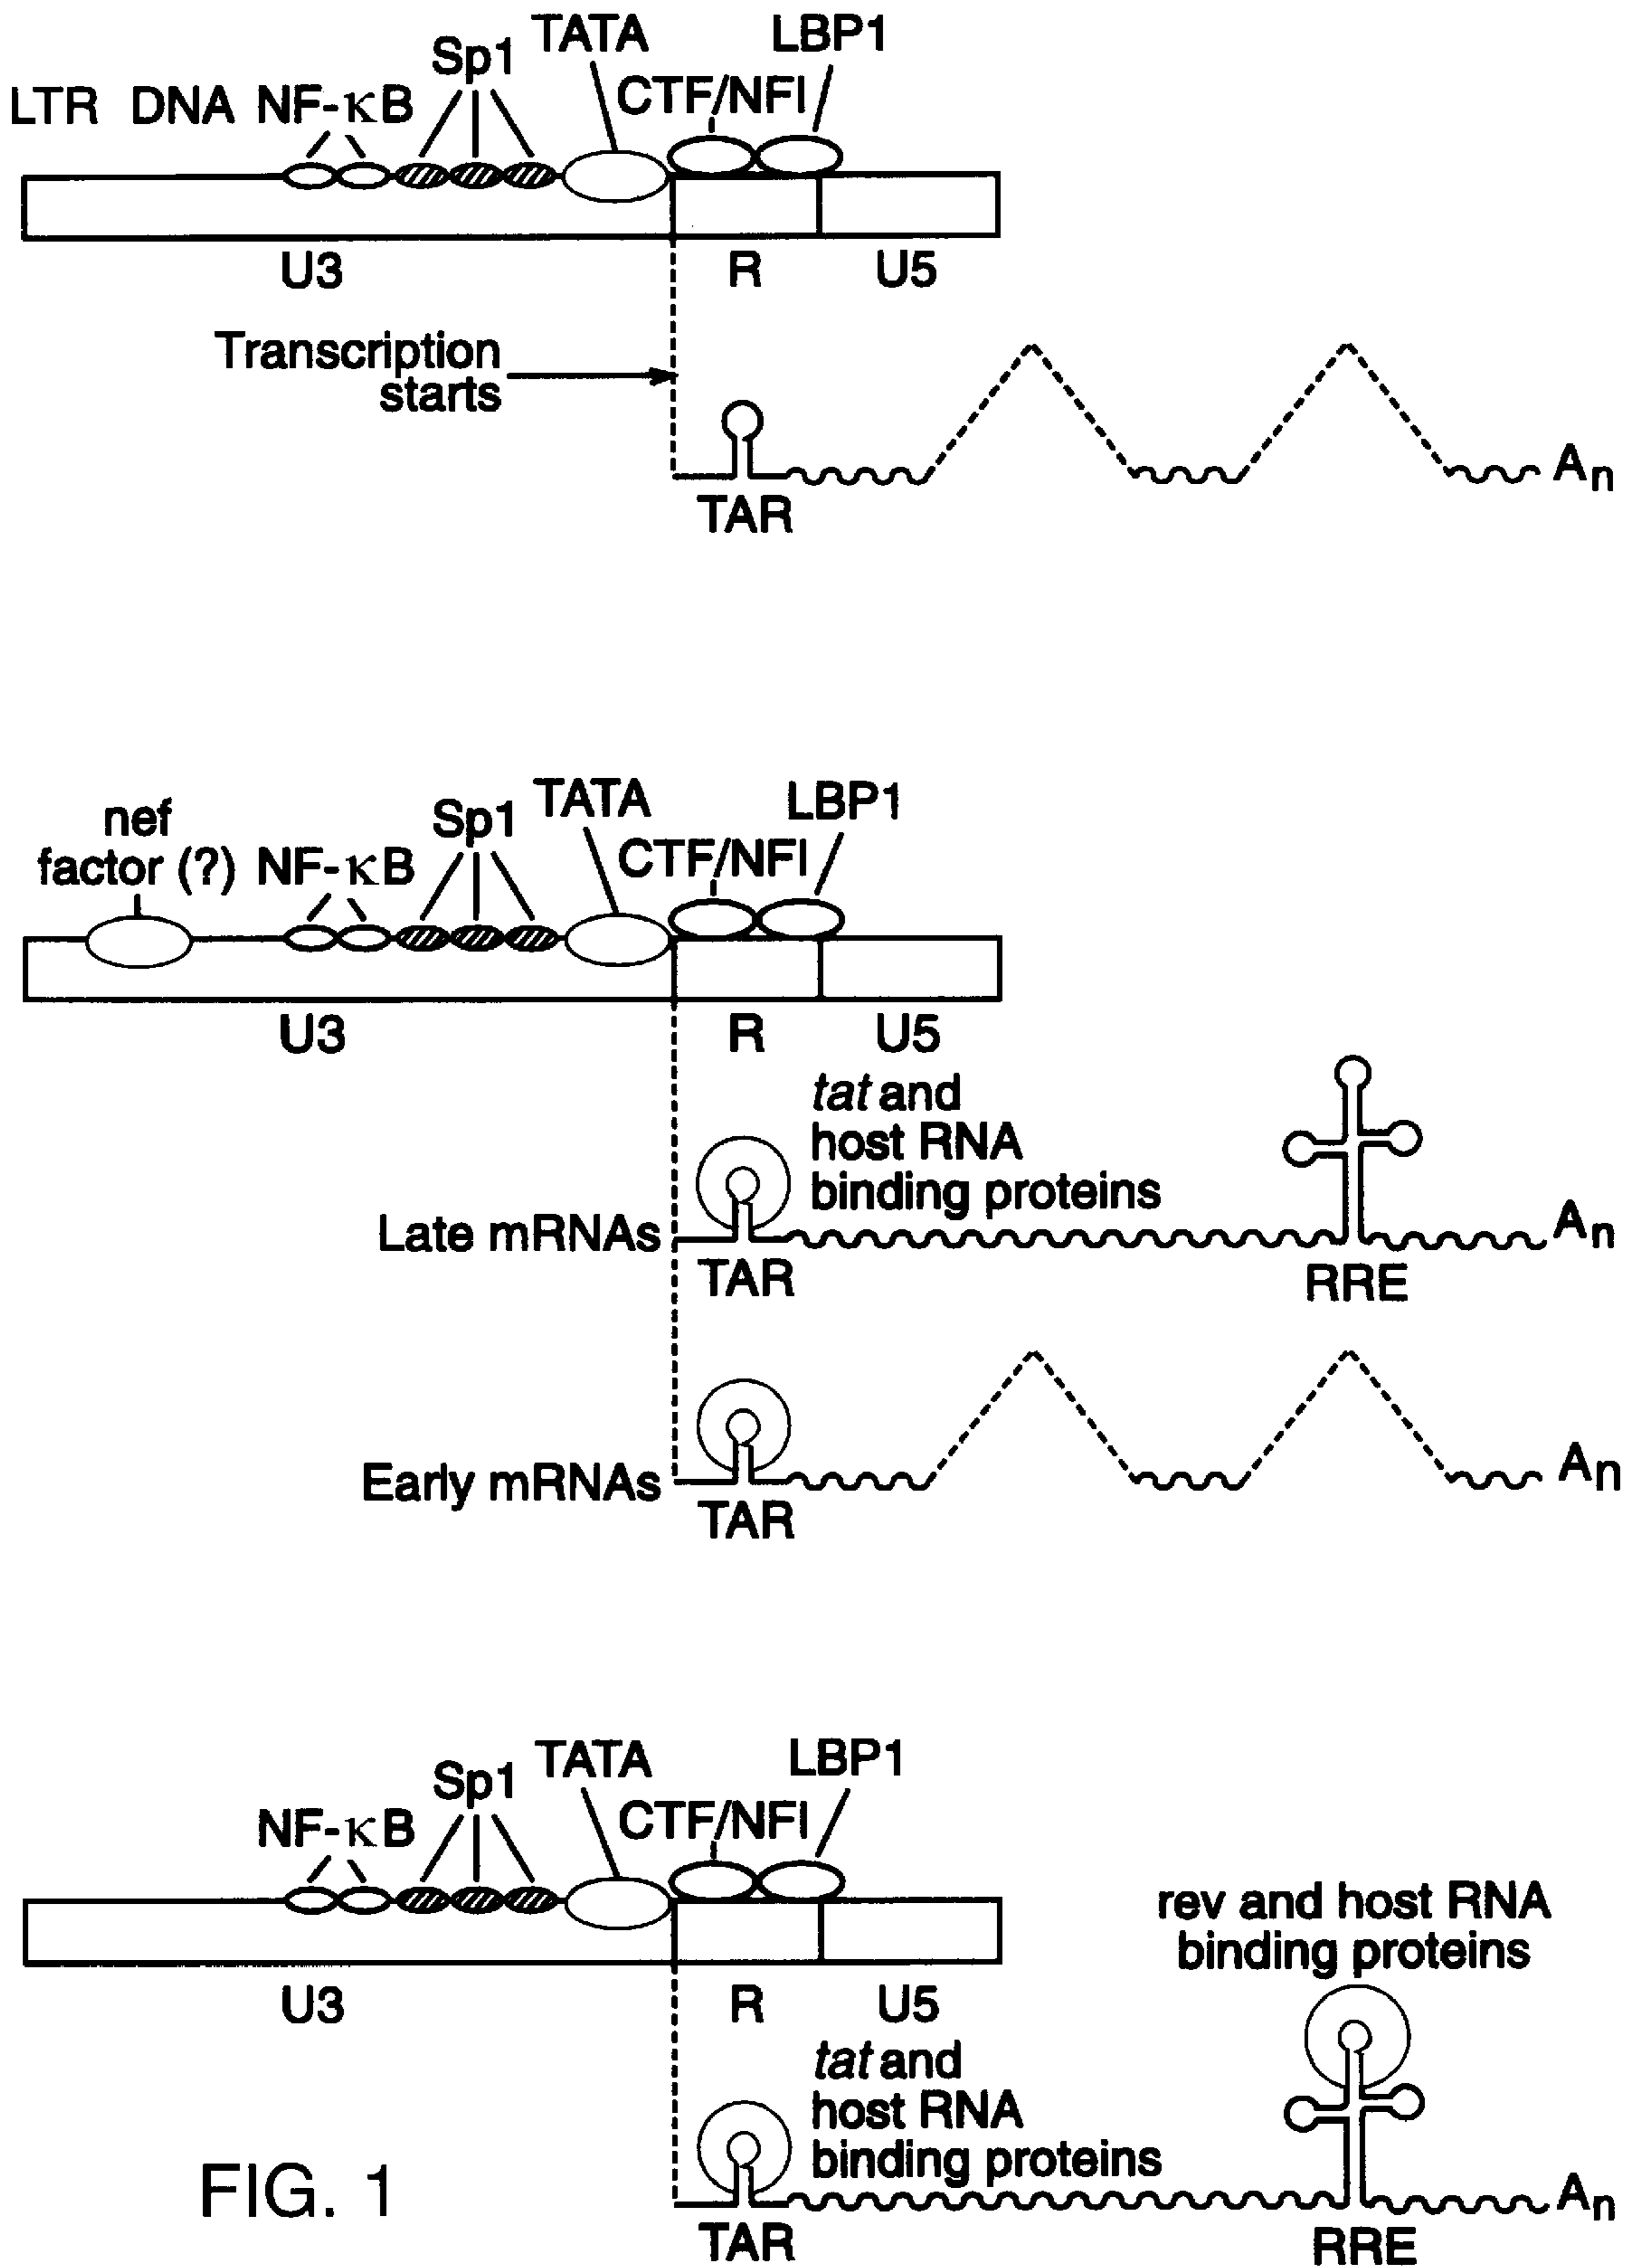 TATA
LBP1
Sp1
CTF/NFI
LTR DNA NF-κB
U3
R
U5
Transcription
starts
An
TAR
nef
factor (?)
NF-κB
Sp1
TATA
LBP1
CTF/NFI
U3
R
U5
tat and
host RNA
binding proteins
Late mRNAs
An
TAR
RRE
Early mRNAs
An
TAR
TATA
LBP1
Sp1
CTF/NFI
NF-κB
rev and host RNA
binding proteins
U3
R
U5
tat and
host RNA
binding proteins
An
TAR
RRE
FIG. 1